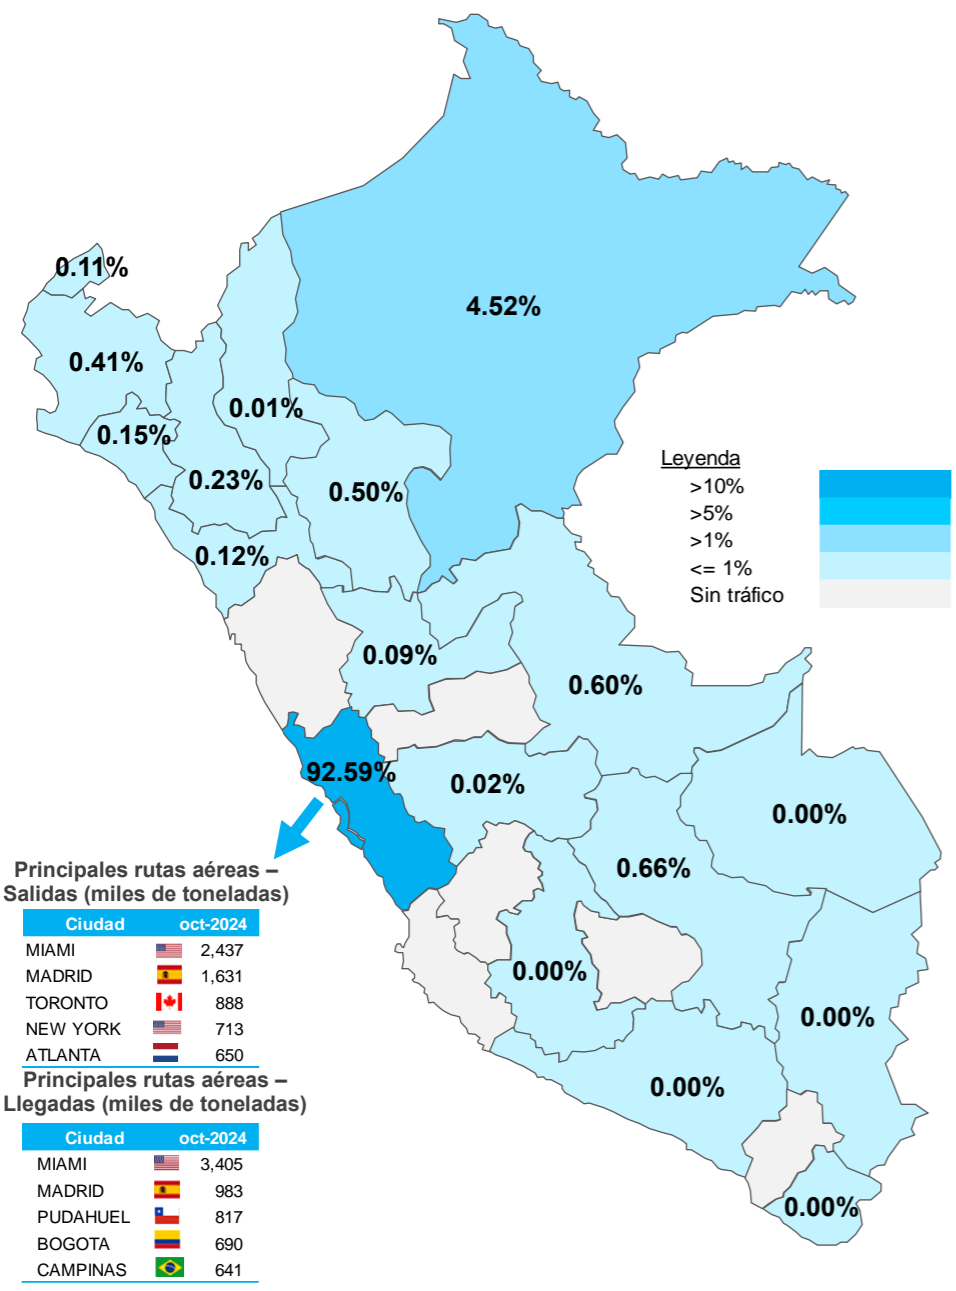 0.11%
4.52%
0.41%
0.01%
0.15%
0.23%
0.50%
0.12%
Leyenda
>10%
>5%
>1%
<= 1%
Sin tráfico
0.09%
0.60%
92.59%
0.02%
0.00%
0.66%
0.00%
0.00%
0.00%
0.00%
Principales rutas aéreas –
Salidas (miles de toneladas)
Ciudad oct-2024
MIAMI 2,437
MADRID 1,631
TORONTO 888
NEW YORK 713
ATLANTA 650
Principales rutas aéreas –
Llegadas (miles de toneladas)
Ciudad oct-2024
MIAMI 3,405
MADRID 983
PUDAHUEL 817
BOGOTA 690
CAMPINAS 641